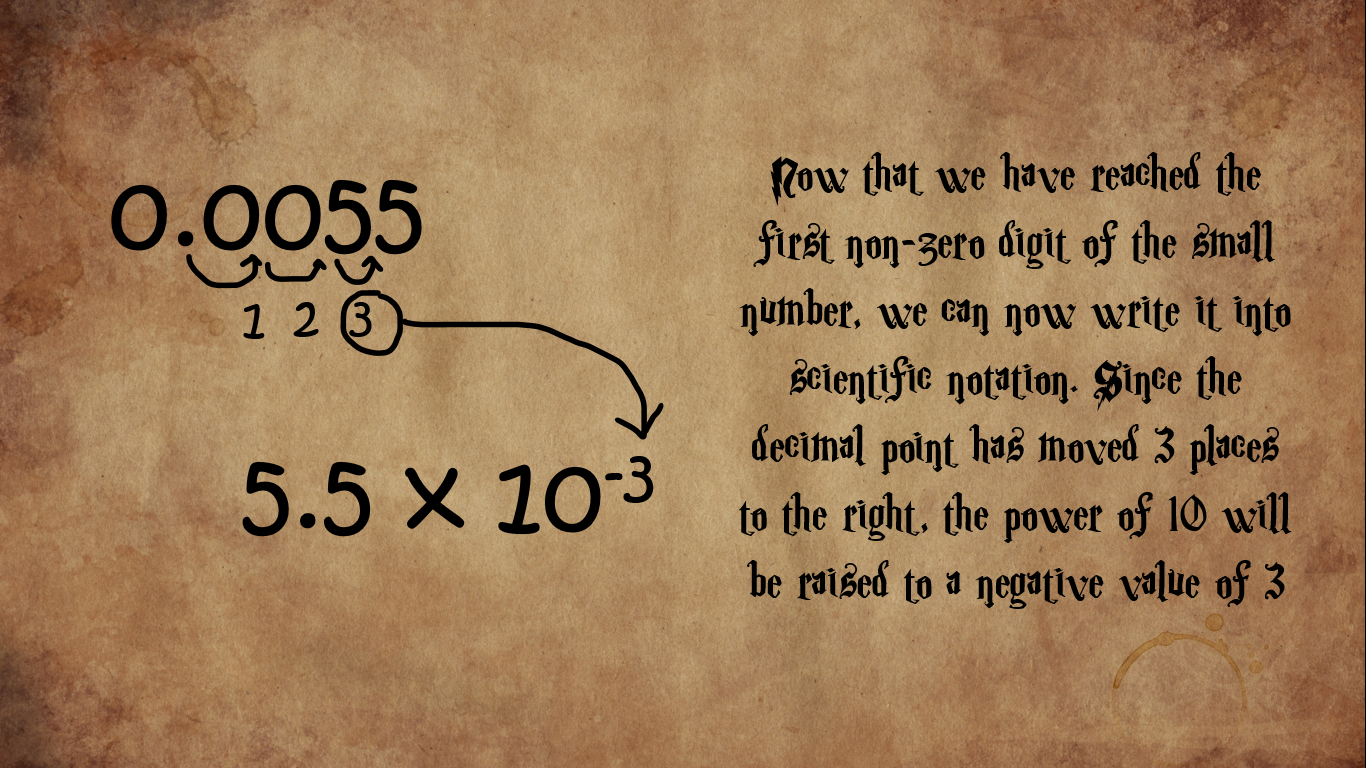 0.0055
1 2 3
5.5 × 10⁻³
Now that we have reached the
first non-zero digit of the small
number, we can now write it into
scientific notation. Since the
decimal point has moved 3 places
to the right, the power of 10 will
be raised to a negative value of 3